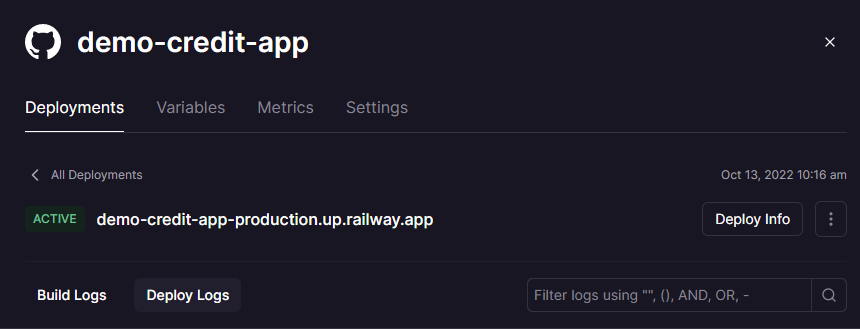 demo-credit-app
Deployments Variables Metrics Settings
All Deployments Oct 13, 2022 10:16 am
ACTIVE demo-credit-app-production.up.railway.app Deploy Info
Build Logs Deploy Logs Filter logs using "", (), AND, OR, -